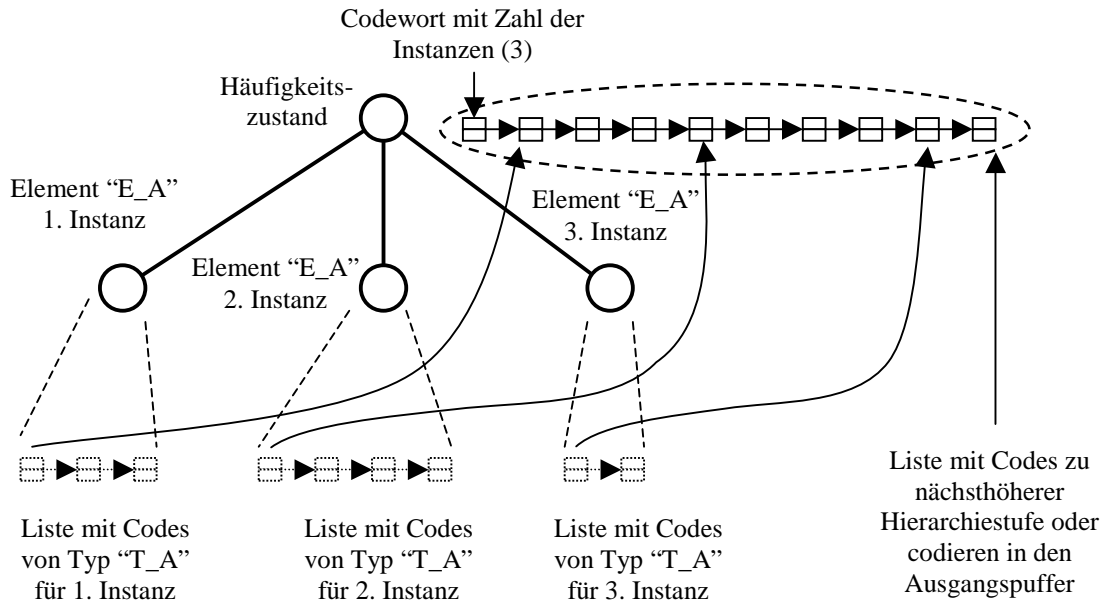 Codewort mit Zahl der
Instanzen (3)
Häufigkeits-
zustand
Element “E_A”
1. Instanz
Element “E_A”
2. Instanz
Element “E_A”
3. Instanz
Liste mit Codes
von Typ “T_A”
für 1. Instanz
Liste mit Codes
von Typ “T_A”
für 2. Instanz
Liste mit Codes
von Typ “T_A”
für 3. Instanz
Liste mit Codes zu
nächsthöherer
Hierarchiestufe oder
codieren in den
Ausgangspuffer